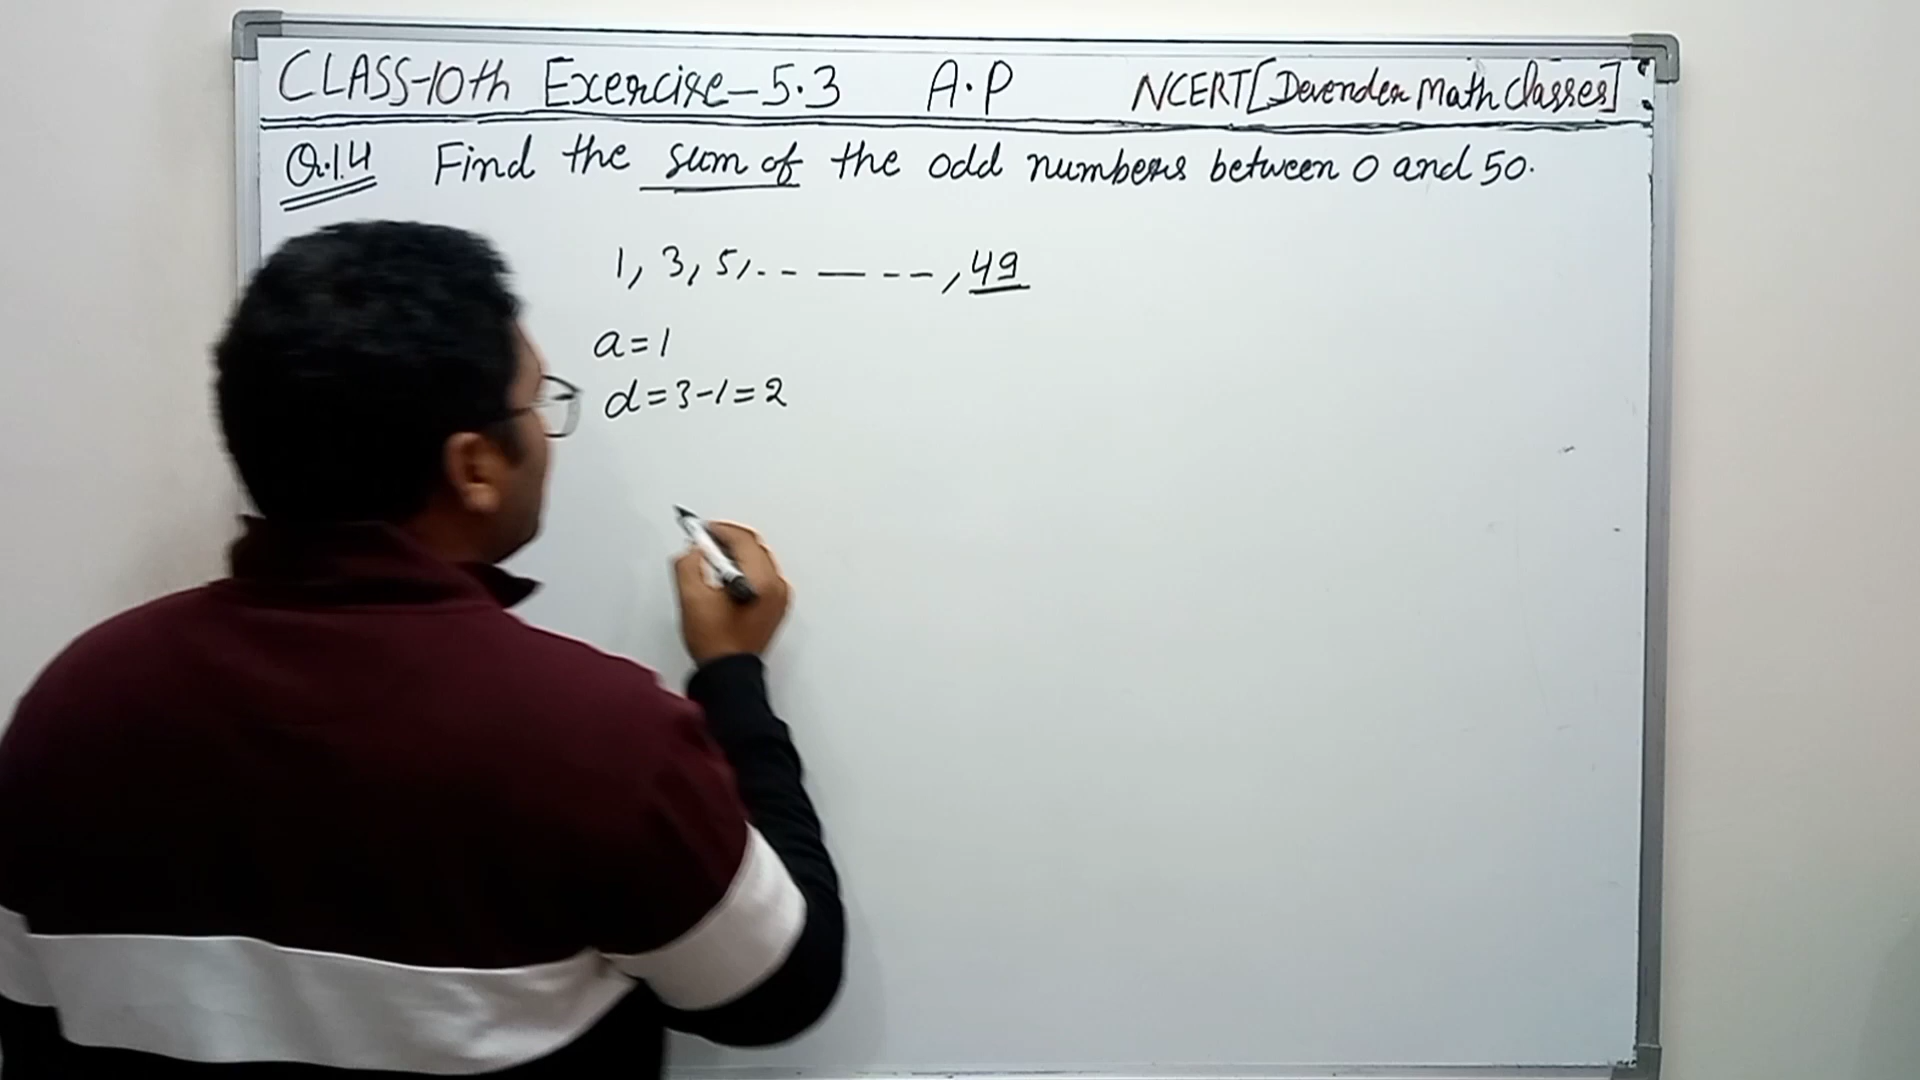 CLASS-10th Exercise-5.3 A.P NCERT[Devender Math Classes]
Q.14 Find the sum of the odd numbers between 0 and 50.
1, 3, 5, -- — --, 49
a=1
d=3-1=2